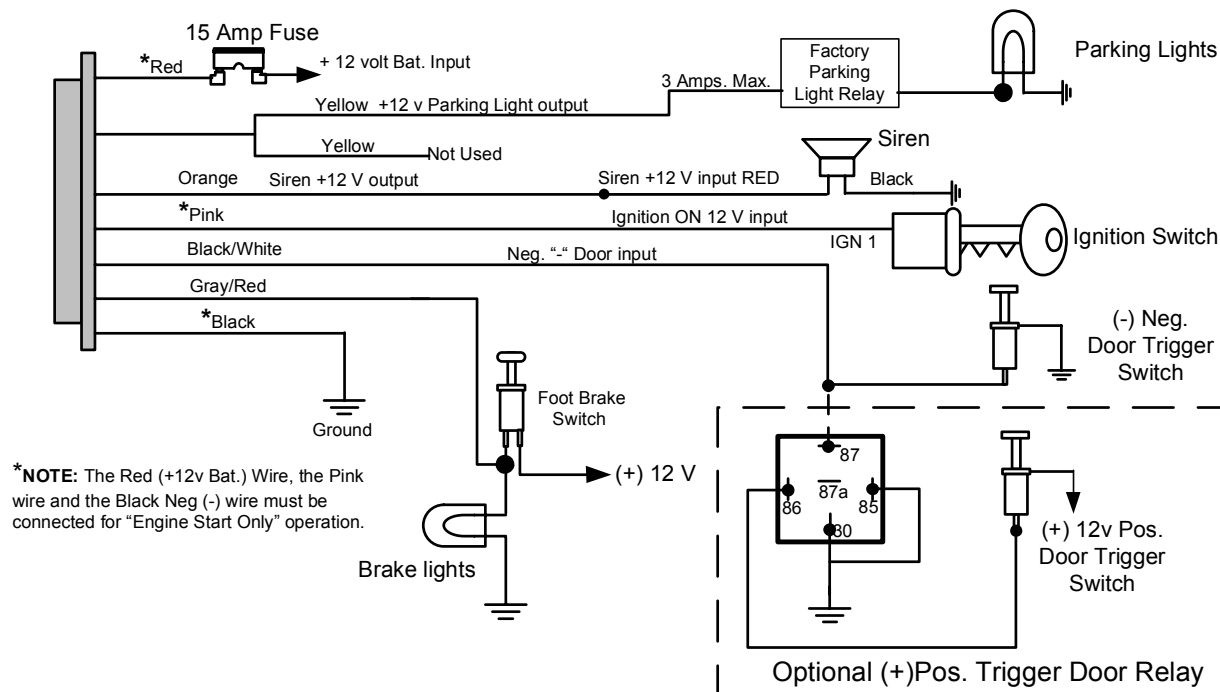 15 Amp Fuse
*Red
+ 12 volt Bat. Input
Yellow +12 v Parking Light output
3 Amps. Max.
Factory
Parking
Light Relay
Parking Lights
Yellow
Not Used
Siren
Orange
Siren +12 V output
Siren +12 V input RED
Black
*Pink
Ignition ON 12 V input
IGN 1
Ignition Switch
Black/White
Neg. “-“ Door input
Gray/Red
*Black
Ground
(-) Neg.
Door Trigger
Switch
Foot Brake
Switch
(+) 12 V
Brake lights
*NOTE: The Red (+12v Bat.) Wire, the Pink
wire and the Black Neg (-) wire must be
connected for “Engine Start Only” operation.
87
87a
86
85
30
(+) 12v Pos.
Door Trigger
Switch
Optional (+)Pos. Trigger Door Relay